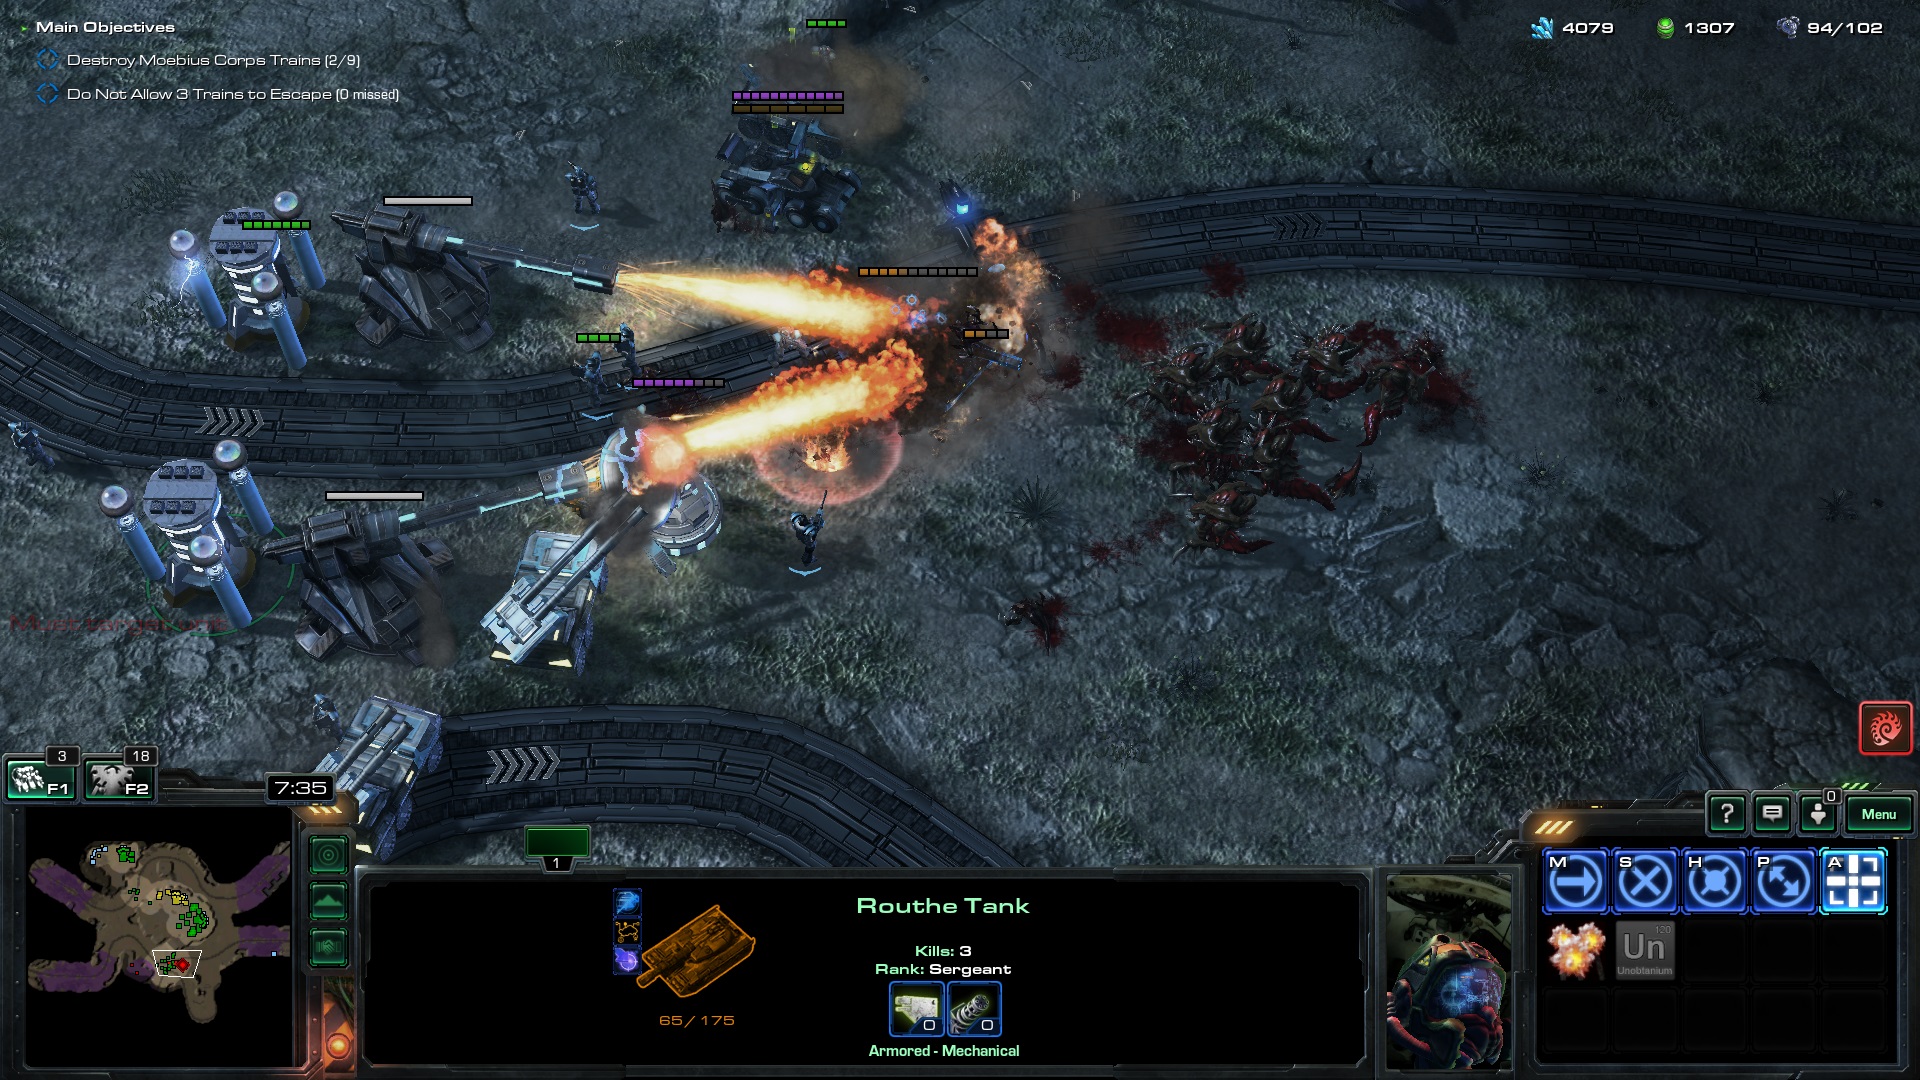 Main Objectives
Destroy Moebius Corps Trains (2/9)
Do Not Allow 3 Trains to Escape (0 missed)
4079
1307
94/102
3
18
F1
F2
7:35
1
Routhe Tank
Kills: 3
Rank: Sergeant
0
0
Armored - Mechanical
65/175
?
0
Menu
M
S
H
P
A
120
Un
Unobtanium